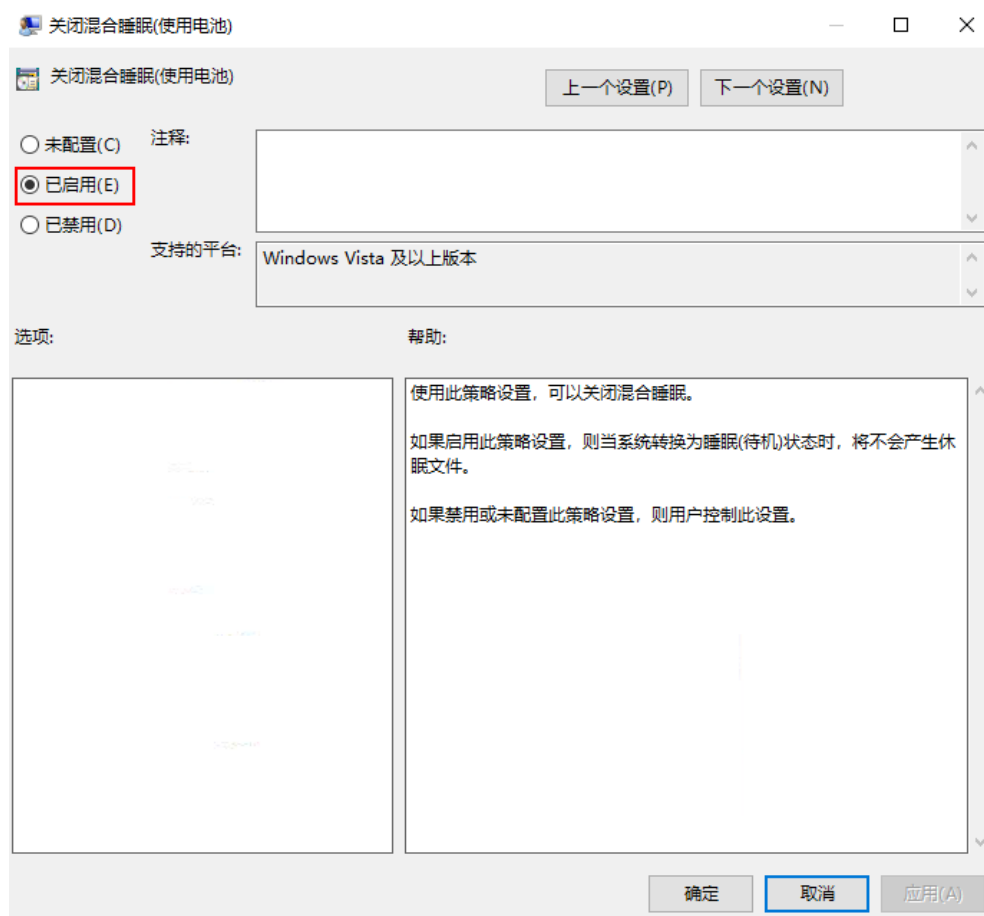 关闭混合睡眠(使用电池)
关闭混合睡眠(使用电池)
上一个设置(P)
下一个设置(N)
未配置(C)
已启用(E)
已禁用(D)
注释:
支持的平台:
Windows Vista 及以上版本
选项:
帮助:
使用此策略设置，可以关闭混合睡眠。
如果启用此策略设置，则当系统转换为睡眠(待机)状态时，将不会产生休
眠文件。
如果禁用或未配置此策略设置，则用户控制此设置。
确定
取消
应用(A)